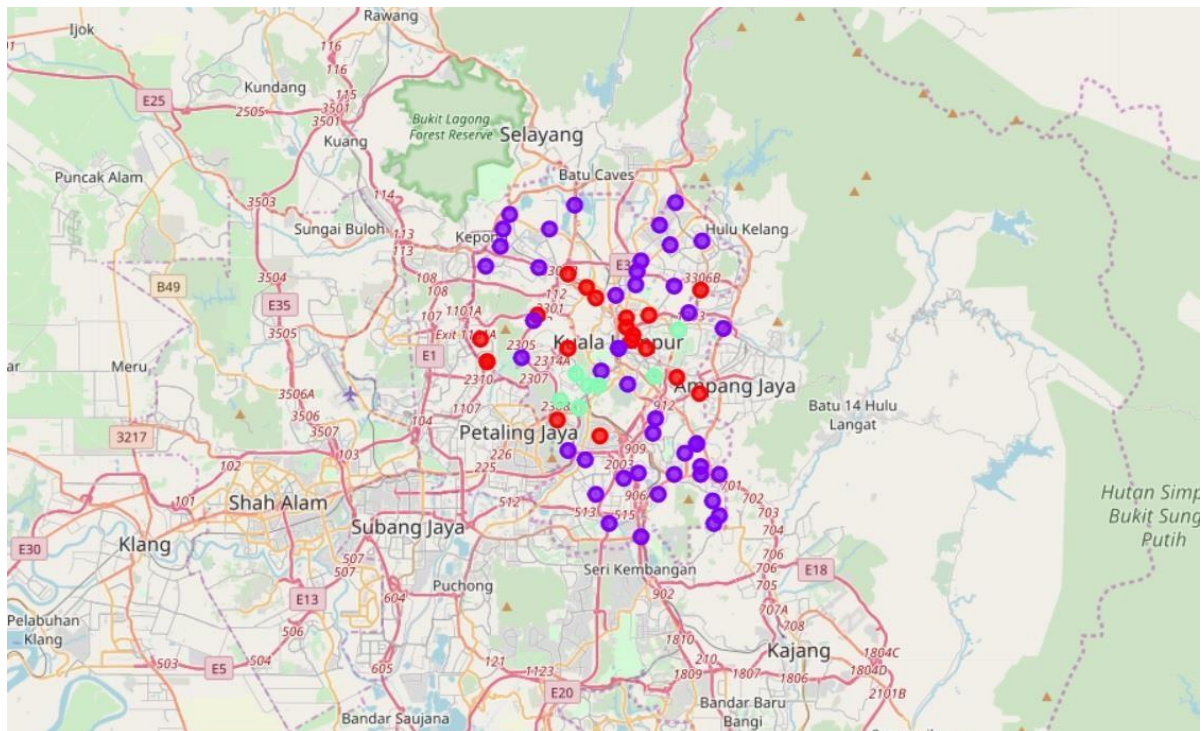 Rawang
Ijok
116
116
E25
Kundang
115
3501
3501
2505
Bukit Lagong
Forest Reserve
Selayang
Kuang
Batu Caves
Puncak Alam
114
3503
Sungai Buloh
113
113
Hulu Kelang
3504
108
3306B
B49
108
112
E35
1101A
107
3505
2305
E1
Kuala Lumpur
2314A
Meru
ar
2310
2307
Ampang Jaya
3506A
1107
912
Batu 14 Hulu
Langat
3506
104
3507
3217
Petaling Jaya
909
103
226
102
2003
225
701
101
Shah Alam
512
906A
702
Hutan Simp
Bukit Sung
Putih
703
513
515
704
Subang Jaya
E30
Klang
706
507
507
Seri Kembangan
E18
706
705
Puchong
902
604
E13
707A
Pelabuhan
Klang
506
708
1810
Kajang
1804C
503
E5
504
605
121
1123
210
1809
1807
1806
1804D
2101B
E20
Bandar Saujana
Bandar Baru
Bangi